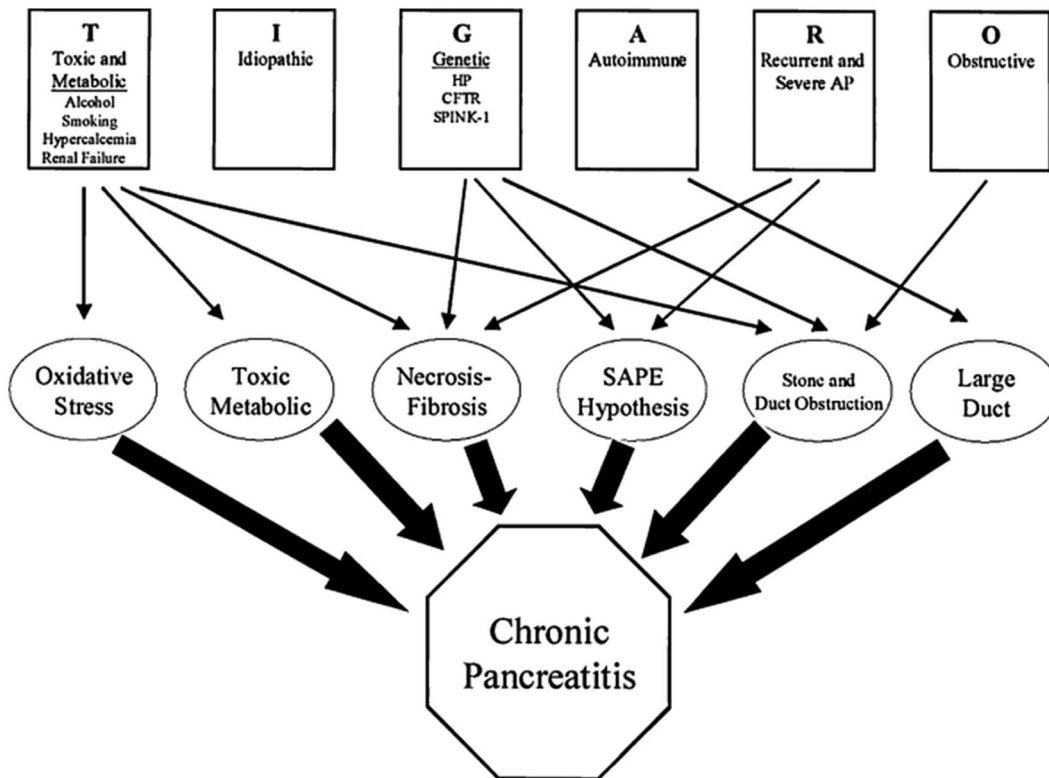 T
Toxic and
Metabolic
Alcohol
Smoking
Hypercalcemia
Renal Failure
I
Idiopathic
G
Genetic
HP
CFTR
SPINK-1
A
Autoimmune
R
Recurrent and
Severe AP
O
Obstructive
Oxidative
Stress
Toxic
Metabolic
Necrosis-
Fibrosis
SAPE
Hypothesis
Stone and
Duct Obstruction
Large
Duct
Chronic
Pancreatitis